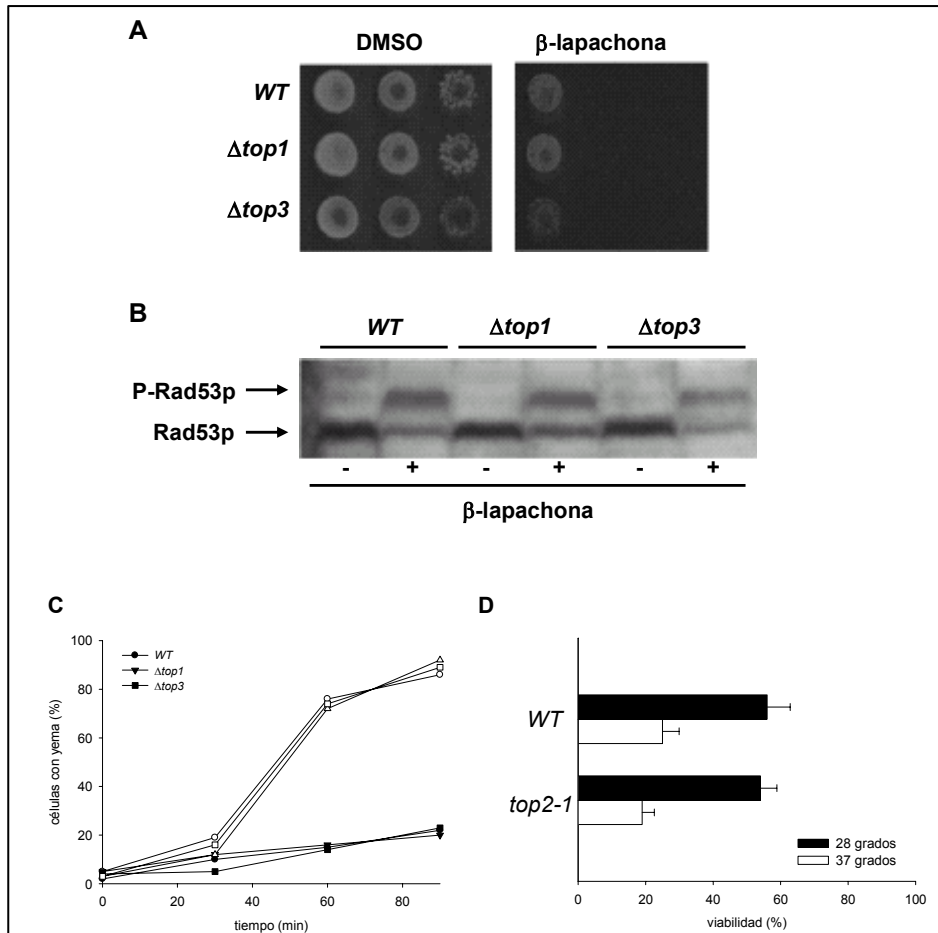 A
DMSO
β-lapachona
WT
Δtop1
Δtop3
B
WT
Δtop1
Δtop3
P-Rad53p
Rad53p
- + - + - +
β-lapachona
C
100
80
60
40
20
0
células con yema (%)
WT
Δtop1
Δtop3
0 20 40 60 80
tiempo (min)
D
WT
top2-1
28 grados
37 grados
0 20 40 60 80 100
viabilidad (%)